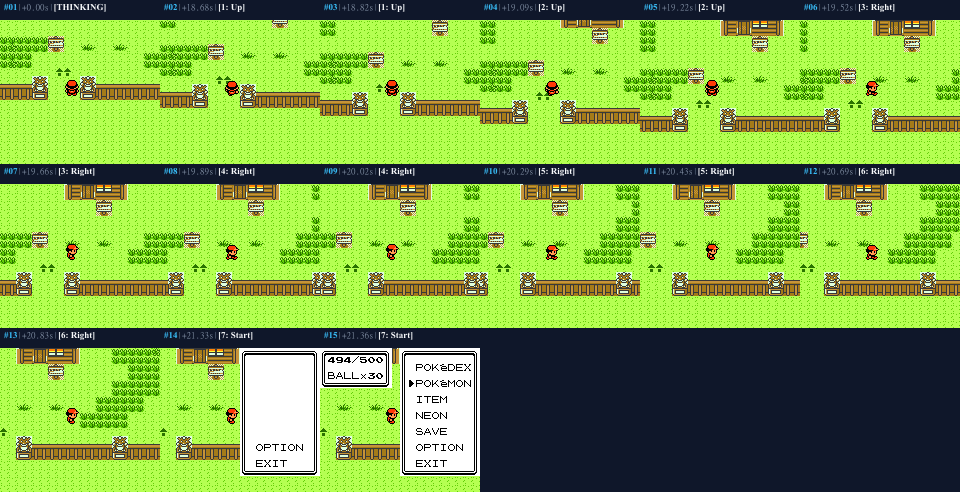 #01 | +0.00s | [THINKING]
#02 | +18.68s | [1: Up]
#03 | +18.82s | [1: Up]
#04 | +19.09s | [2: Up]
#05 | +19.22s | [2: Up]
#06 | +19.52s | [3: Right]
#07 | +19.66s | [3: Right]
#08 | +19.89s | [4: Right]
#09 | +20.02s | [4: Right]
#10 | +20.29s | [5: Right]
#11 | +20.43s | [5: Right]
#12 | +20.69s | [6: Right]
#13 | +20.83s | [6: Right]
#14 | +21.33s | [7: Start]
#15 | +21.36s | [7: Start]
OPTION
EXIT
494/500
BALL×30
POKéDEX
POKéMON
ITEM
NEON
SAVE
OPTION
EXIT